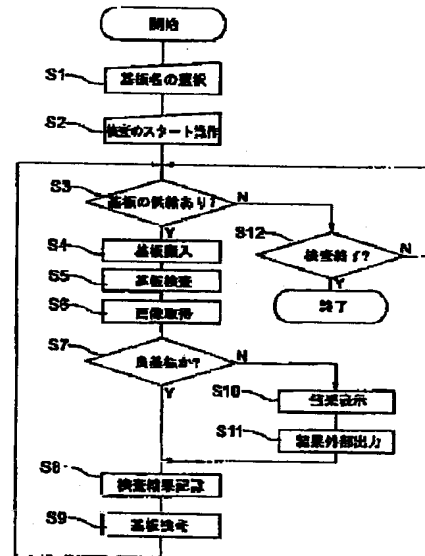 開始
S1
基板名の選択
S2
検査のスタート操作
S3
基板の供給あり?
N
Y
S12
検査終了?
N
Y
終了
S4
基板搬入
S5
基板検査
S6
画像取得
S7
良基板か?
N
Y
S10
結果表示
S11
結果外部出力
S8
検査結果記録
S9
基板搬出